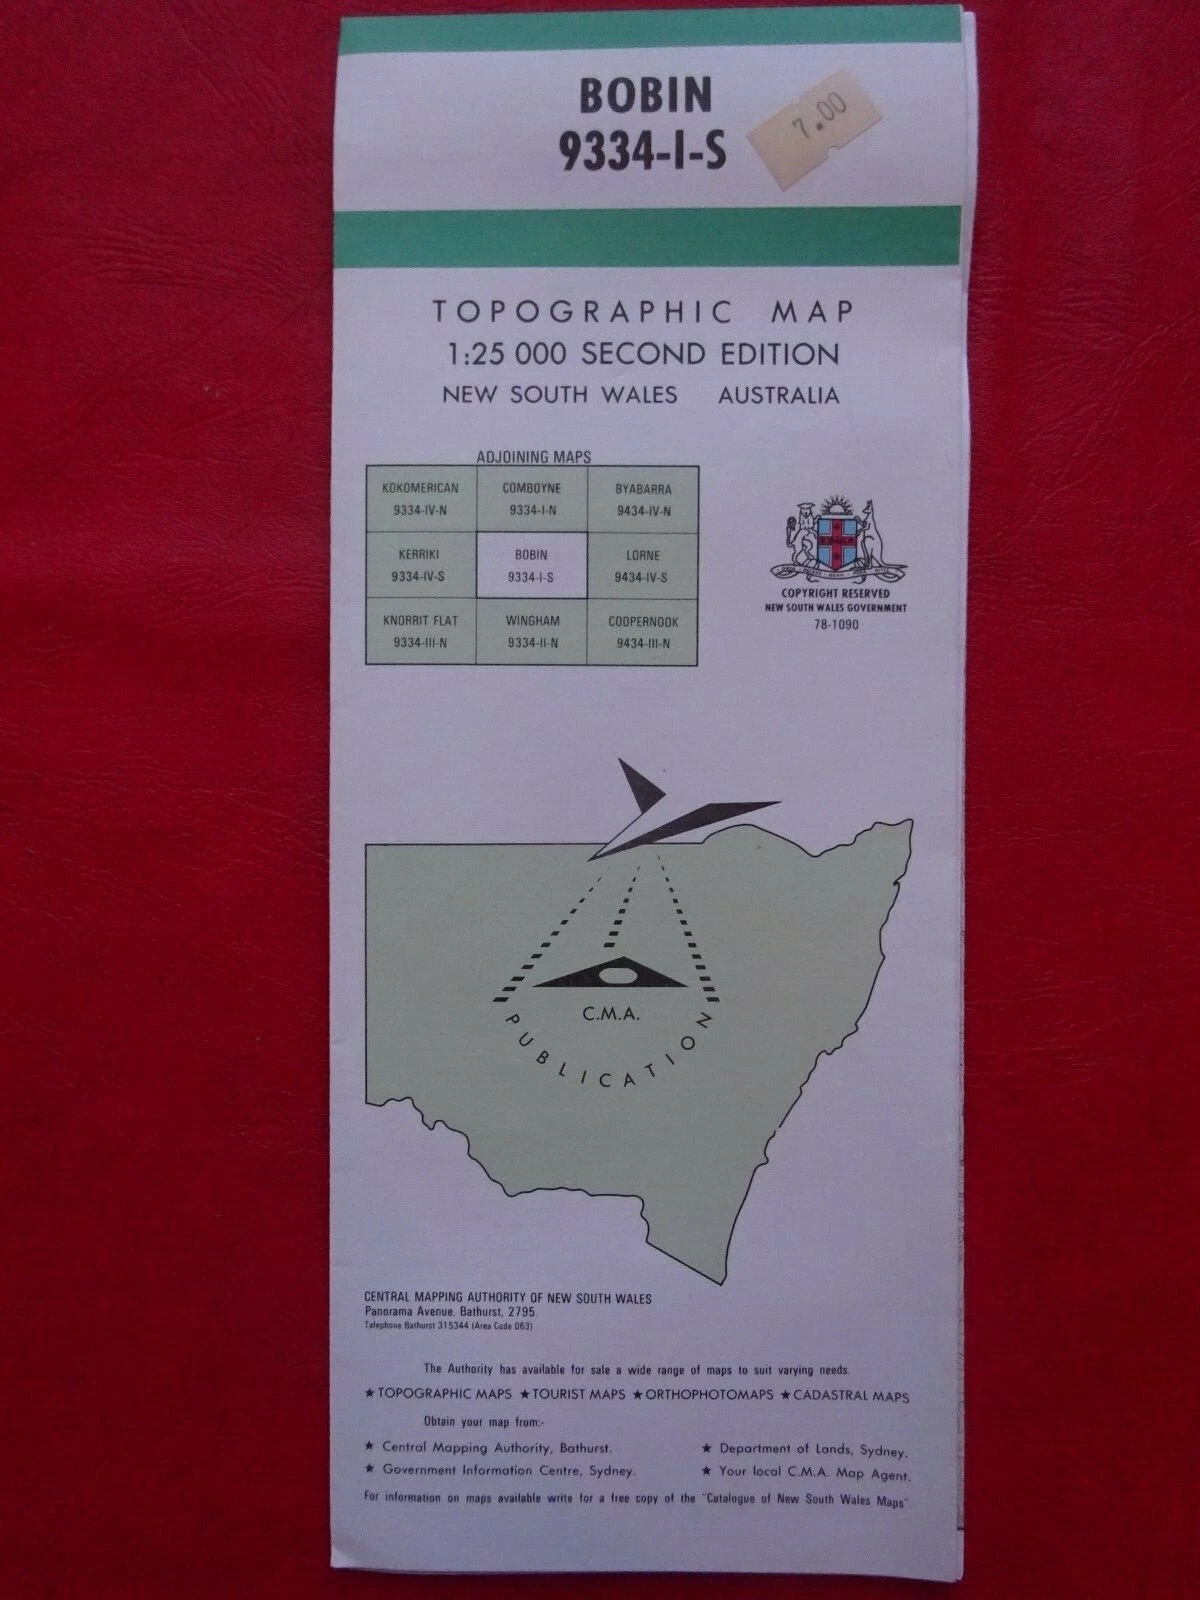 BOBIN
9334-I-S
7.00
TOPOGRAPHIC MAP
1:25 000 SECOND EDITION
NEW SOUTH WALES AUSTRALIA
ADJOINING MAPS
KOKOMERICAN COMBOYNE BYABARRA
9334-IV-N 9334-I-N 9434-IV-N
KERRIKI BOBIN LORNE
9334-IV-S 9334-I-S 9434-IV-S
KNORRIT FLAT WINGHAM COOPERNOOK
9334-III-N 9334-II-N 9434-III-N
COPYRIGHT RESERVED
NEW SOUTH WALES GOVERNMENT
78-1090
C.M.A.
PUBLICATION
CENTRAL MAPPING AUTHORITY OF NEW SOUTH WALES
Panorama Avenue, Bathurst, 2795.
Telephone Bathurst 315344 (Area Code 063)
The Authority has available for sale a wide range of maps to suit varying needs.
★ TOPOGRAPHIC MAPS ★ TOURIST MAPS ★ ORTHOPHOTOMAPS ★ CADASTRAL MAPS
Obtain your map from:-
★ Central Mapping Authority, Bathurst. ★ Department of Lands, Sydney.
★ Government Information Centre, Sydney. ★ Your local C.M.A. Map Agent.
For information on maps available write for a free copy of the "Catalogue of New South Wales Maps"